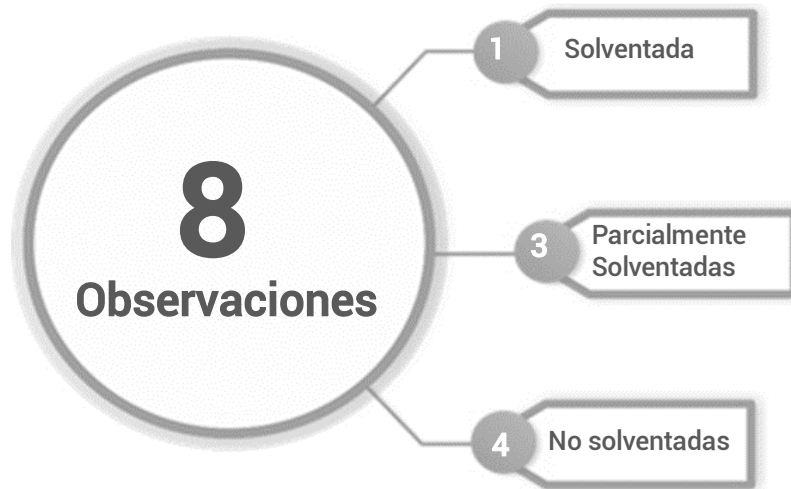 8
Observaciones
1
Solventada
3
Parcialmente
Solventadas
4
No solventadas